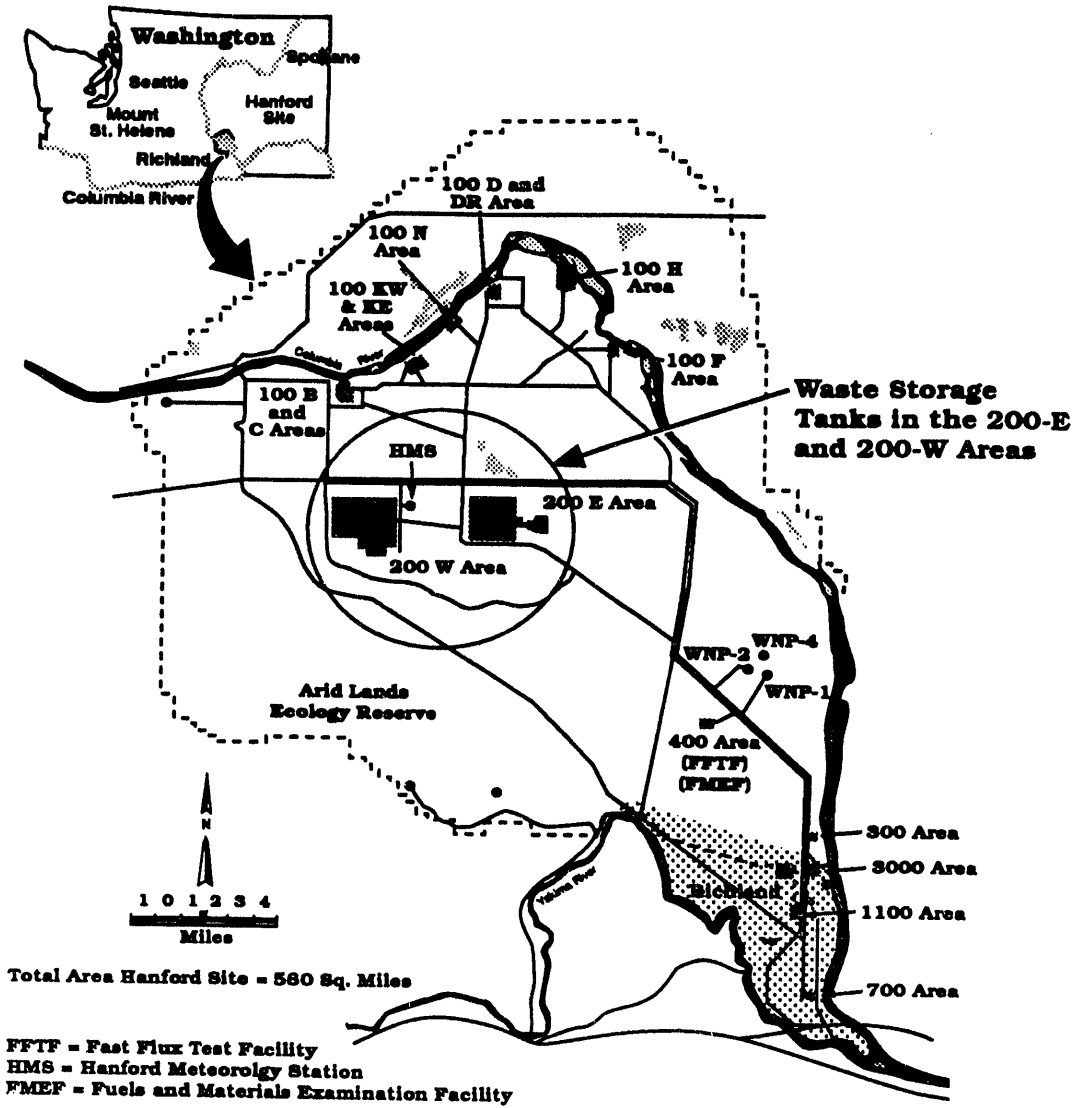 Washington
Spokane
Seattle
Hanford
Site
Mount
St. Helens
Richland
Columbia River
100 D and
DR Area
100 N
Area
100 H
Area
100 KW
& KE
Areas
Columbia River
100 F
Area
100 B
and
C Areas
Waste Storage
Tanks in the 200-E
and 200-W Areas
HMS
200 E Area
200 W Area
WNP-4
WNP-2
WNP-1
Arid Lands
Ecology Reserve
400 Area
(FFTF)
(FMEF)
N
300 Area
3000 Area
Richland
Yakima River
1100 Area
1 0 1 2 3 4
Miles
700 Area
Total Area Hanford Site = 560 Sq. Miles
FFTF = Fast Flux Test Facility
HMS = Hanford Meteorolgy Station
FMEF = Fuels and Materials Examination Facility